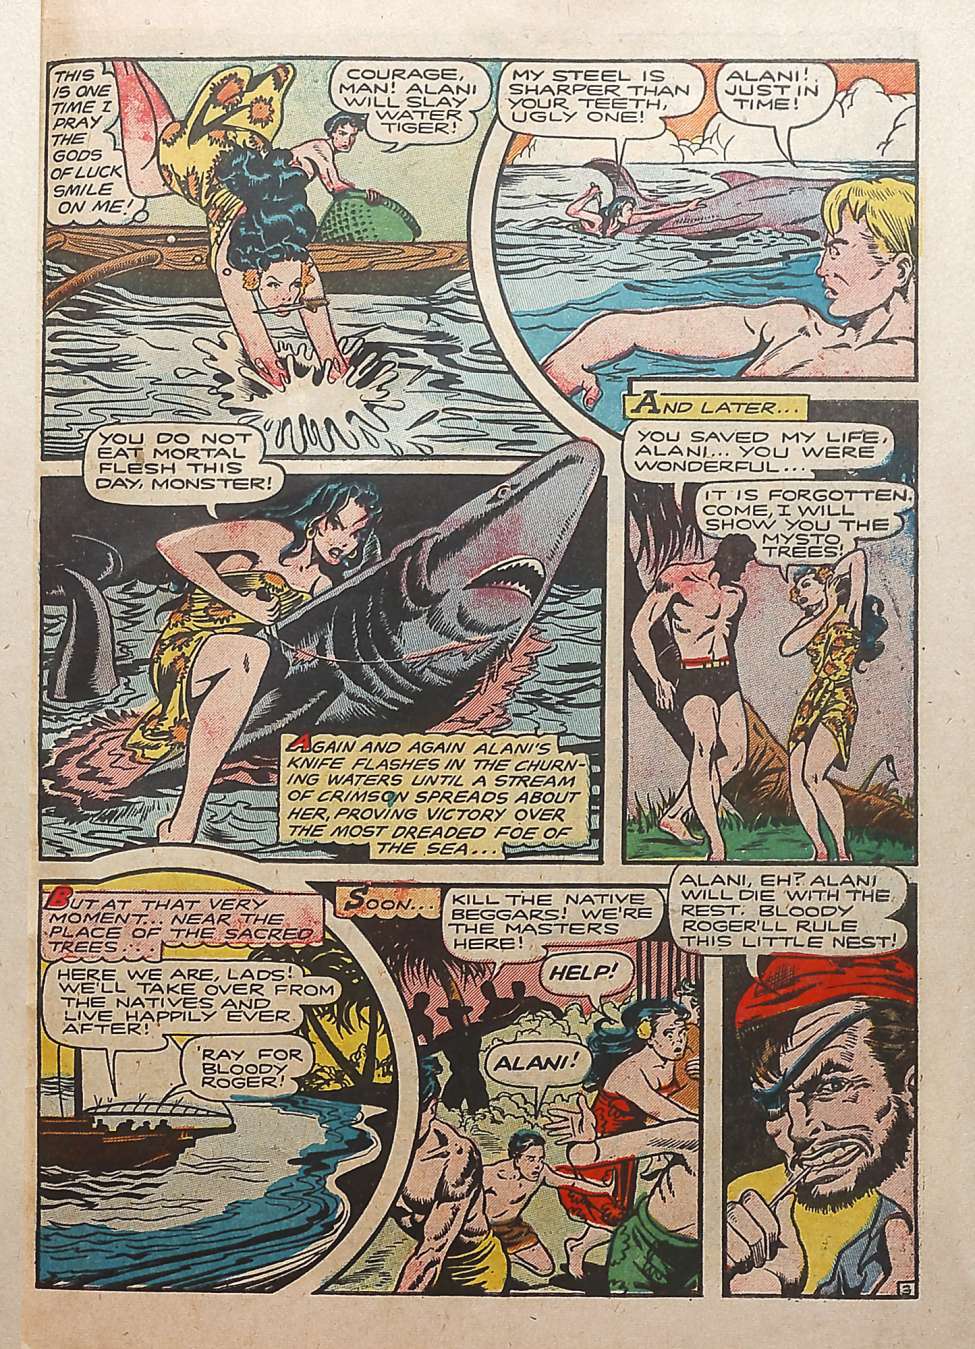 THIS
IS ONE
TIME I
PRAY
THE
GODS
OF LUCK
SMILE
ON ME!
COURAGE,
MAN! ALANI
WILL SLAY
WATER
TIGER!
MY STEEL IS
SHARPER THAN
YOUR TEETH,
UGLY ONE!
ALANI!
JUST IN
TIME!
YOU DO NOT
EAT MORTAL
FLESH THIS
DAY, MONSTER!
AGAIN AND AGAIN ALANI'S
KNIFE FLASHES IN THE CHURN-
ING WATERS UNTIL A STREAM
OF CRIMSON SPREADS ABOUT
HER, PROVING VICTORY OVER
THE MOST DREADED FOE OF
THE SEA...
AND LATER...
YOU SAVED MY LIFE,
ALANI... YOU WERE
WONDERFUL...
IT IS FORGOTTEN.
COME, I WILL
SHOW YOU THE
MYSTO
TREES!
BUT AT THAT VERY
MOMENT... NEAR THE
PLACE OF THE SACRED
TREES...
HERE WE ARE, LADS!
WE'LL TAKE OVER FROM
THE NATIVES AND
LIVE HAPPILY EVER
AFTER!
'RAY FOR
BLOODY
ROGER!
SOON...
KILL THE NATIVE
BEGGARS! WE'RE
THE MASTERS
HERE!
HELP!
ALANI!
ALANI, EH? ALANI
WILL DIE WITH THE
REST. BLOODY
ROGER'LL RULE
THIS LITTLE NEST!
3